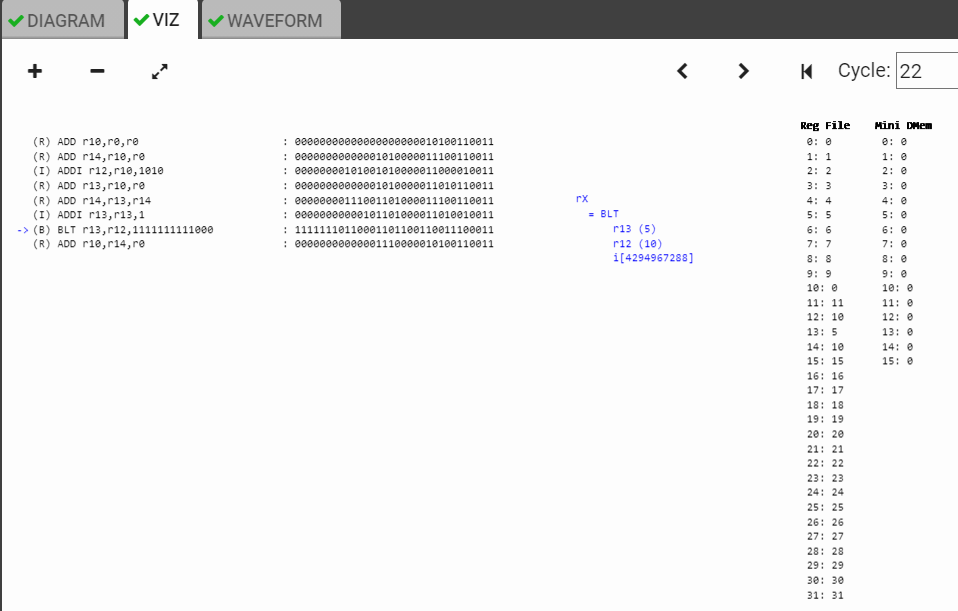 DIAGRAM VIZ WAVEFORM
Cycle: 22
Reg File Mini DMem
(R) ADD r10,r0,r0 : 00000000000000000000010100110011
(R) ADD r14,r10,r0 : 00000000000001010000011100110011
(I) ADDI r12,r10,1010 : 00000000101001010000011000010011
(R) ADD r13,r10,r0 : 00000000000001010000011010110011
(R) ADD r14,r13,r14 : 00000000111001101000011100110011
(I) ADDI r13,r13,1 : 00000000000101101000011010010011
-> (B) BLT r13,r12,1111111111000 : 11111110110001101100110011100011
(R) ADD r10,r14,r0 : 00000000000001110000010100110011
rX
= BLT
r13 (5)
r12 (10)
i[4294967288]
0: 0 0: 0
1: 1 1: 0
2: 2 2: 0
3: 3 3: 0
4: 4 4: 0
5: 5 5: 0
6: 6 6: 0
7: 7 7: 0
8: 8 8: 0
9: 9 9: 0
10: 0 10: 0
11: 11 11: 0
12: 10 12: 0
13: 5 13: 0
14: 10 14: 0
15: 15 15: 0
16: 16
17: 17
18: 18
19: 19
20: 20
21: 21
22: 22
23: 23
24: 24
25: 25
26: 26
27: 27
28: 28
29: 29
30: 30
31: 31